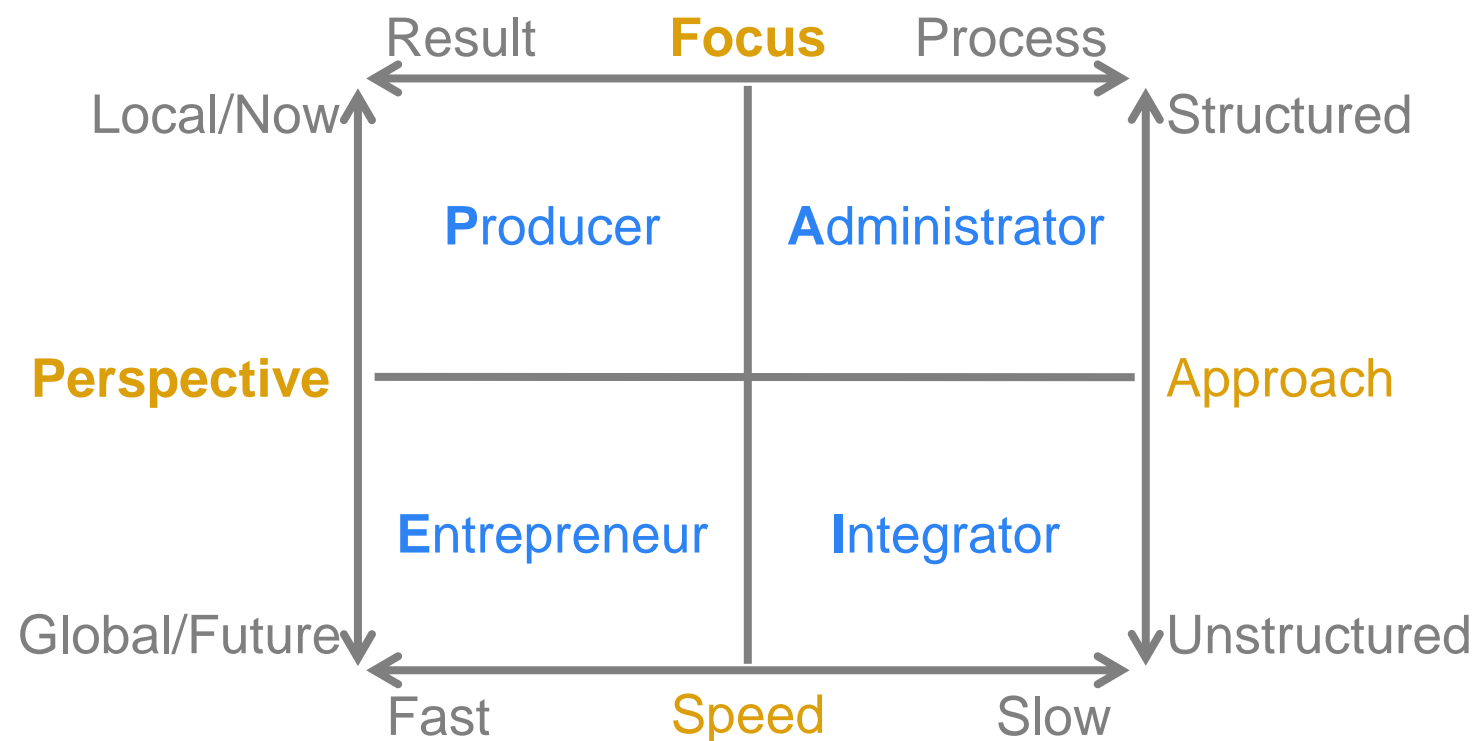 Result Focus Process
Local/Now Structured
Producer Administrator
Perspective Approach
Entrepreneur Integrator
Global/Future Unstructured
Fast Speed Slow